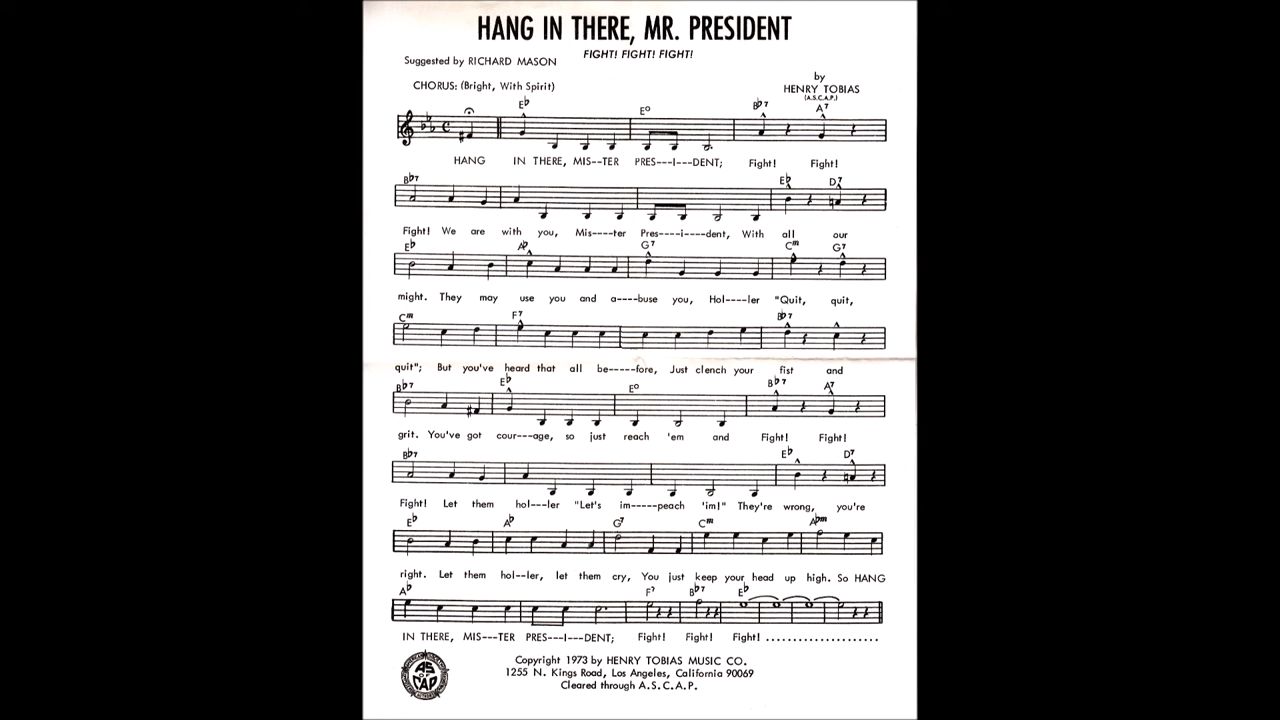 HANG IN THERE, MR. PRESIDENT
FIGHT! FIGHT! FIGHT!
Suggested by RICHARD MASON
CHORUS: (Bright, With Spirit)
by
HENRY TOBIAS
(A.S.C.A.P.)
E♭ E° B♭7 A7
HANG IN THERE, MIS--TER PRES---I--DENT; Fight! Fight!
B♭7 E♭ D7
Fight! We are with you, Mis----ter Pres----i----dent, With all our
E♭ A♭ G7 Cm G7
might. They may use you and a----buse you, Hol----ler "Quit, quit,
Cm F7 B♭7
quit"; But you've heard that all be-----fore, Just clench your fist and
B♭7 E♭ E° B♭7 A7
grit. You've got cour---age, so just reach 'em and Fight! Fight!
B♭7 E♭ D7
Fight! Let them hol---ler "Let's im-----peach 'im!" They're wrong, you're
E♭ A♭ G7 Cm A♭m
right. Let them hol--ler, let them cry, You just keep your head up high. So HANG
A♭ F7 B♭7 E♭
IN THERE, MIS---TER PRES---I--DENT; Fight! Fight! Fight! ....................
Copyright 1973 by HENRY TOBIAS MUSIC CO.
1255 N. Kings Road, Los Angeles, California 90069
Cleared through A.S.C.A.P.
AS
OF
CAP